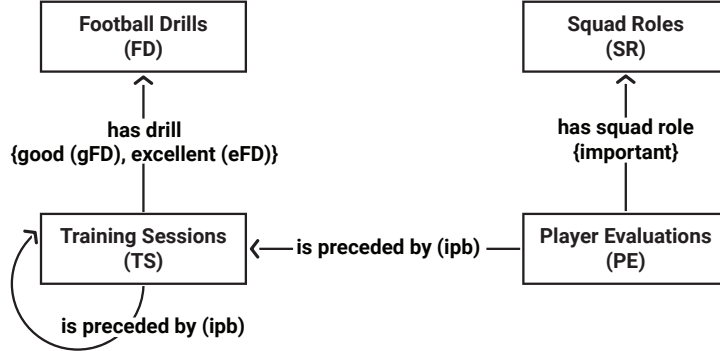 Football Drills
(FD)
Squad Roles
(SR)
has drill
{good (gFD), excellent (eFD)}
has squad role
{important}
Training Sessions
(TS)
is preceded by (ipb)
Player Evaluations
(PE)
is preceded by (ipb)